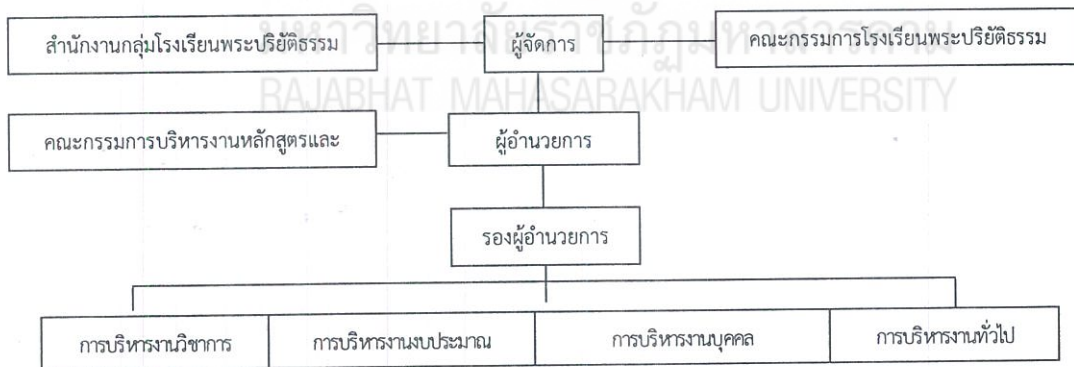 มหาวิทยาลัยราชภัฏมหาสารคาม
สำนักงานกลุ่มโรงเรียนพระปริยัติธรรม
ผู้จัดการ
คณะกรรมการโรงเรียนพระปริยัติธรรม
RAJABHAT MAHASARAKHAM UNIVERSITY
คณะกรรมการบริหารงานหลักสูตรและ
ผู้อำนวยการ
รองผู้อำนวยการ
การบริหารงานวิชาการ
การบริหารงานงบประมาณ
การบริหารงานบุคคล
การบริหารงานทั่วไป